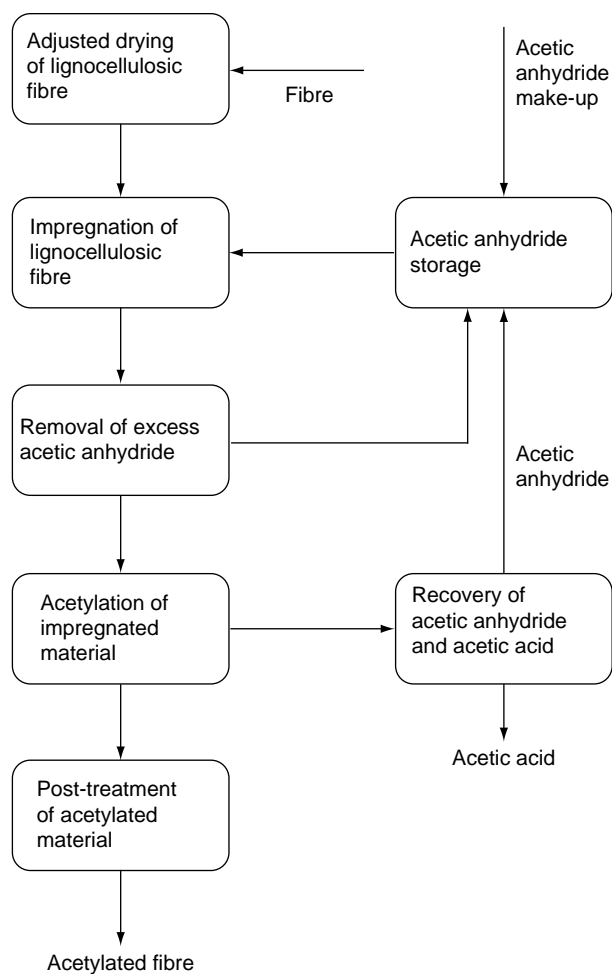 Adjusted drying
of lignocellulosic
fibre
Fibre
Acetic
anhydride
make-up
Impregnation of
lignocellulosic
fibre
Acetic anhydride
storage
Removal of excess
acetic anhydride
Acetic
anhydride
Acetylation of
impregnated
material
Recovery of
acetic anhydride
and acetic acid
Acetic acid
Post-treatment
of acetylated
material
Acetylated fibre